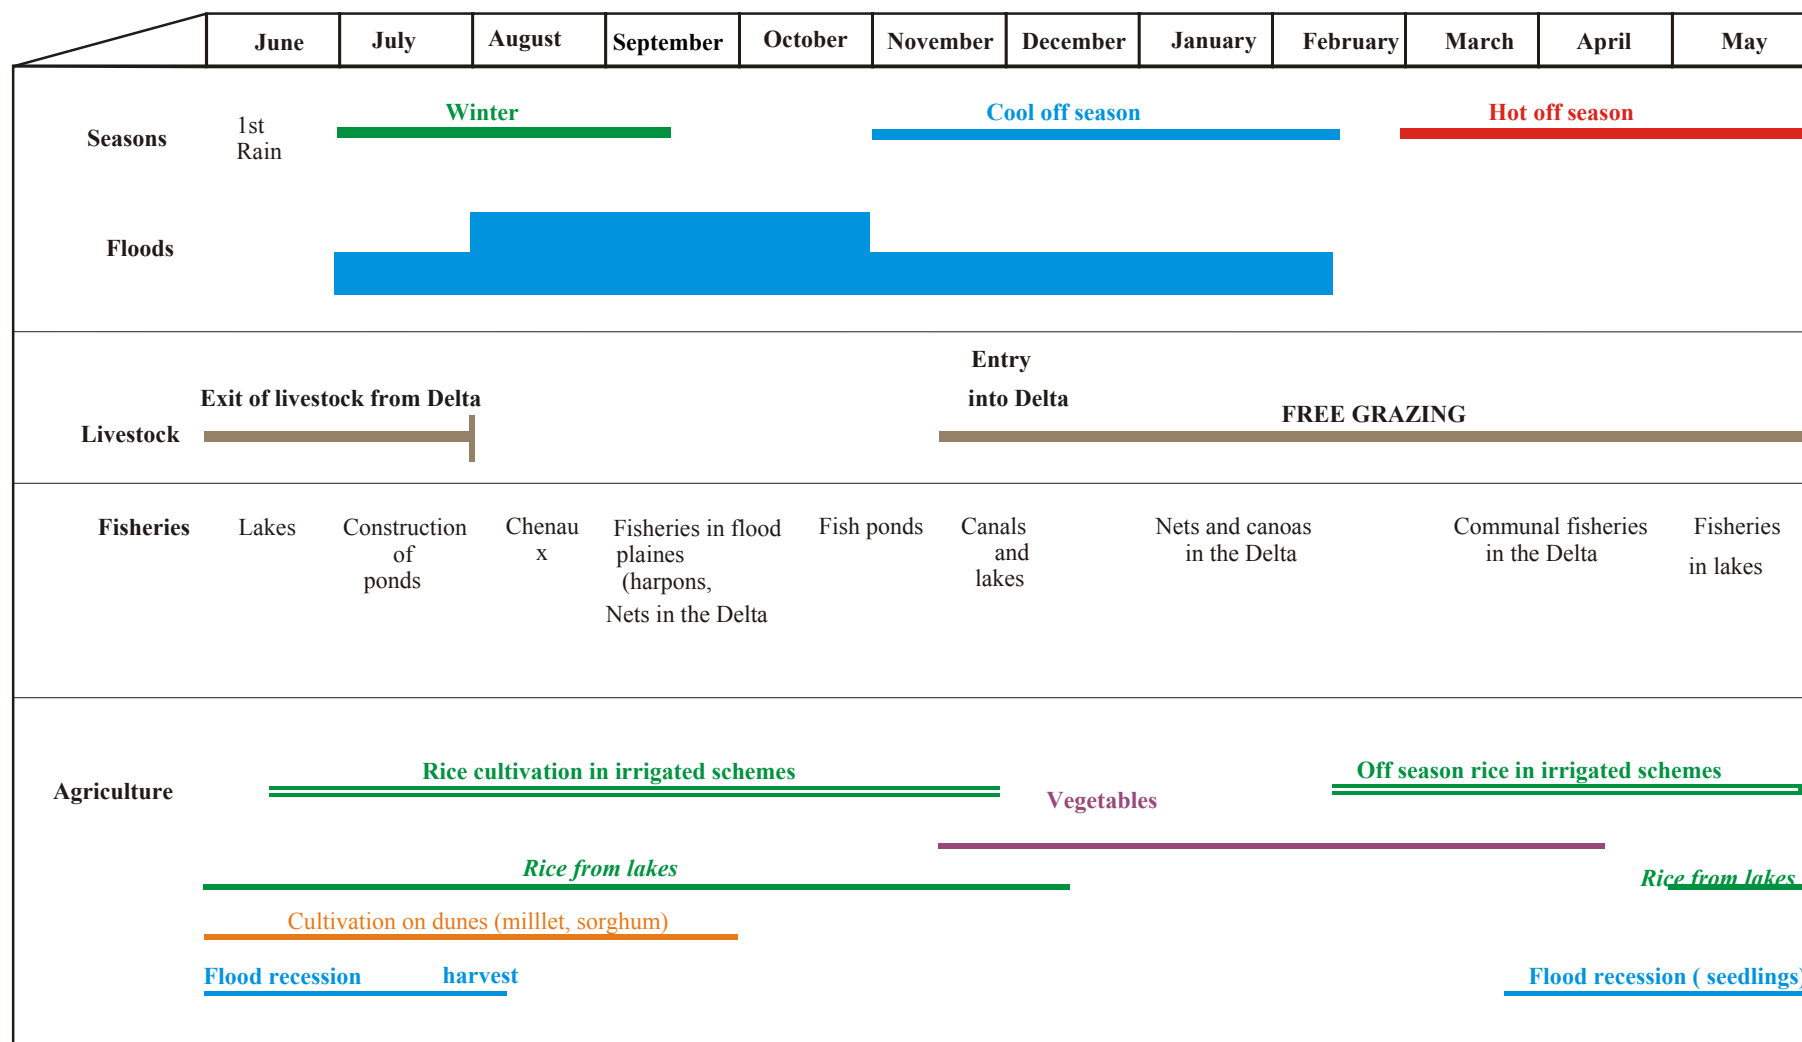 June July August September October November December January February March April May
Winter Cool off season Hot off season
Seasons 1st
Rain
Floods
Entry
Exit of livestock from Delta into Delta
FREE GRAZING
Livestock
Fisheries Lakes Construction Chenau Fisheries in flood Fish ponds Canals Nets and canoas Communal fisheries Fisheries
of x plaines and in the Delta in the Delta in lakes
ponds (harpons, lakes
Nets in the Delta
Rice cultivation in irrigated schemes Off season rice in irrigated schemes
Agriculture Vegetables
Rice from lakes Rice from lakes
Cultivation on dunes (milllet, sorghum)
Flood recession harvest Flood recession ( seedlings)